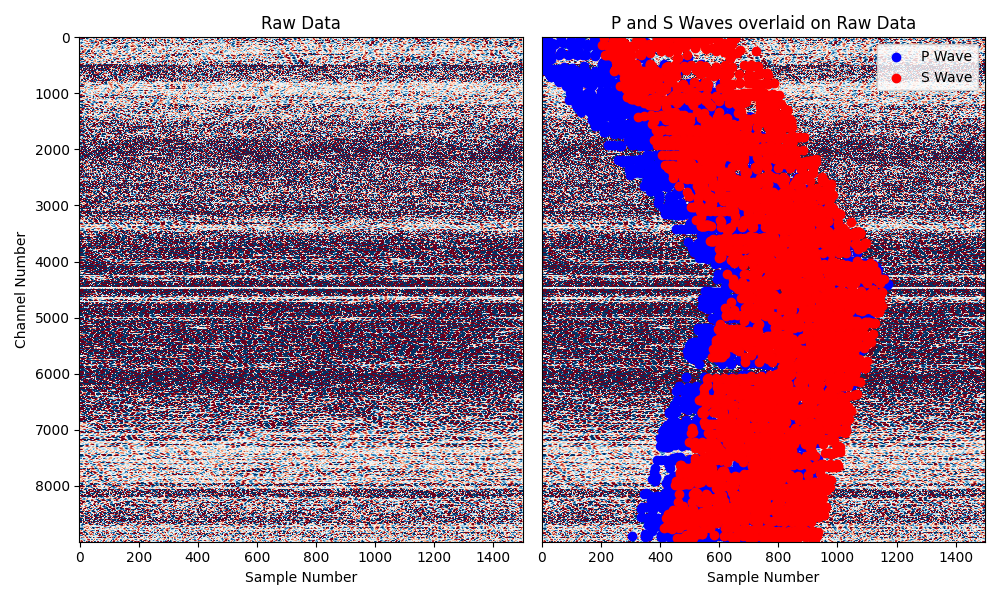 Raw Data
P and S Waves overlaid on Raw Data
P Wave
S Wave
Channel Number
0
1000
2000
3000
4000
5000
6000
7000
8000
0 200 400 600 800 1000 1200 1400
0 200 400 600 800 1000 1200 1400
Sample Number
Sample Number